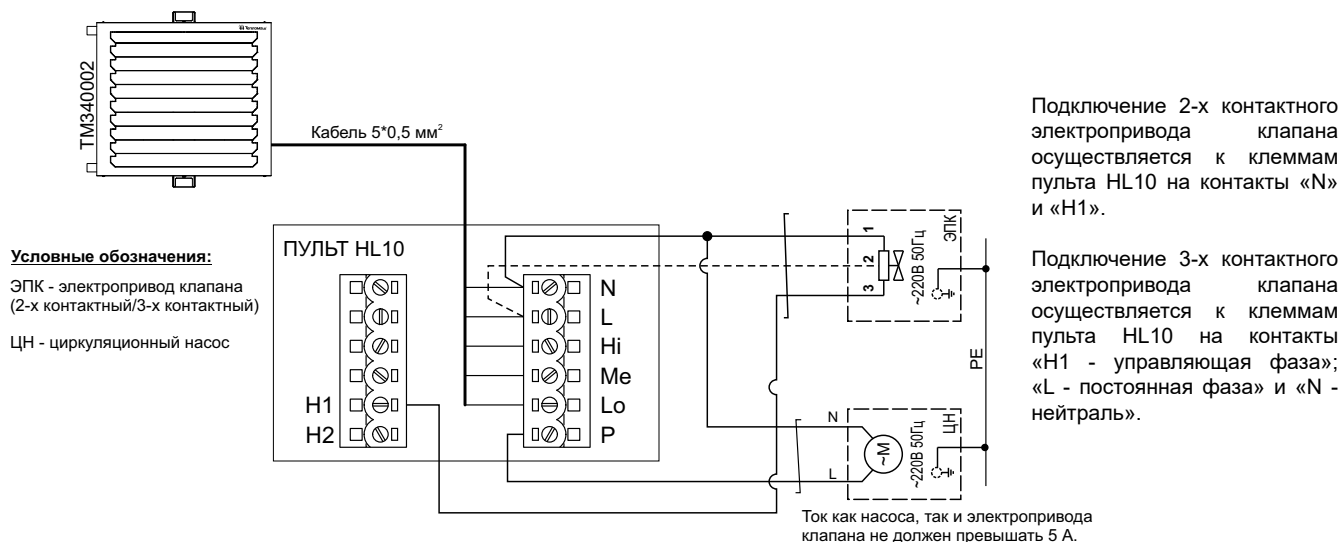 Тепломаш
ТМ340002
Кабель 5*0,5 мм²
Условные обозначения:
ЭПК - электропривод клапана
(2-х контактный/3-х контактный)
ЦН - циркуляционный насос
ПУЛЬТ HL10
H1
H2
N
L
Hi
Me
Lo
P
1
2
3
~220В 50Гц
ЭПК
PE
N
L
~М
~220В 50Гц
ЦН
Ток как насоса, так и электропривода
клапана не должен превышать 5 А.
Подключение 2-х контактного
электропривода клапана
осуществляется к клеммам
пульта HL10 на контакты «N»
и «H1».
Подключение 3-х контактного
электропривода клапана
осуществляется к клеммам
пульта HL10 на контакты
«H1 - управляющая фаза»;
«L - постоянная фаза» и «N -
нейтраль».